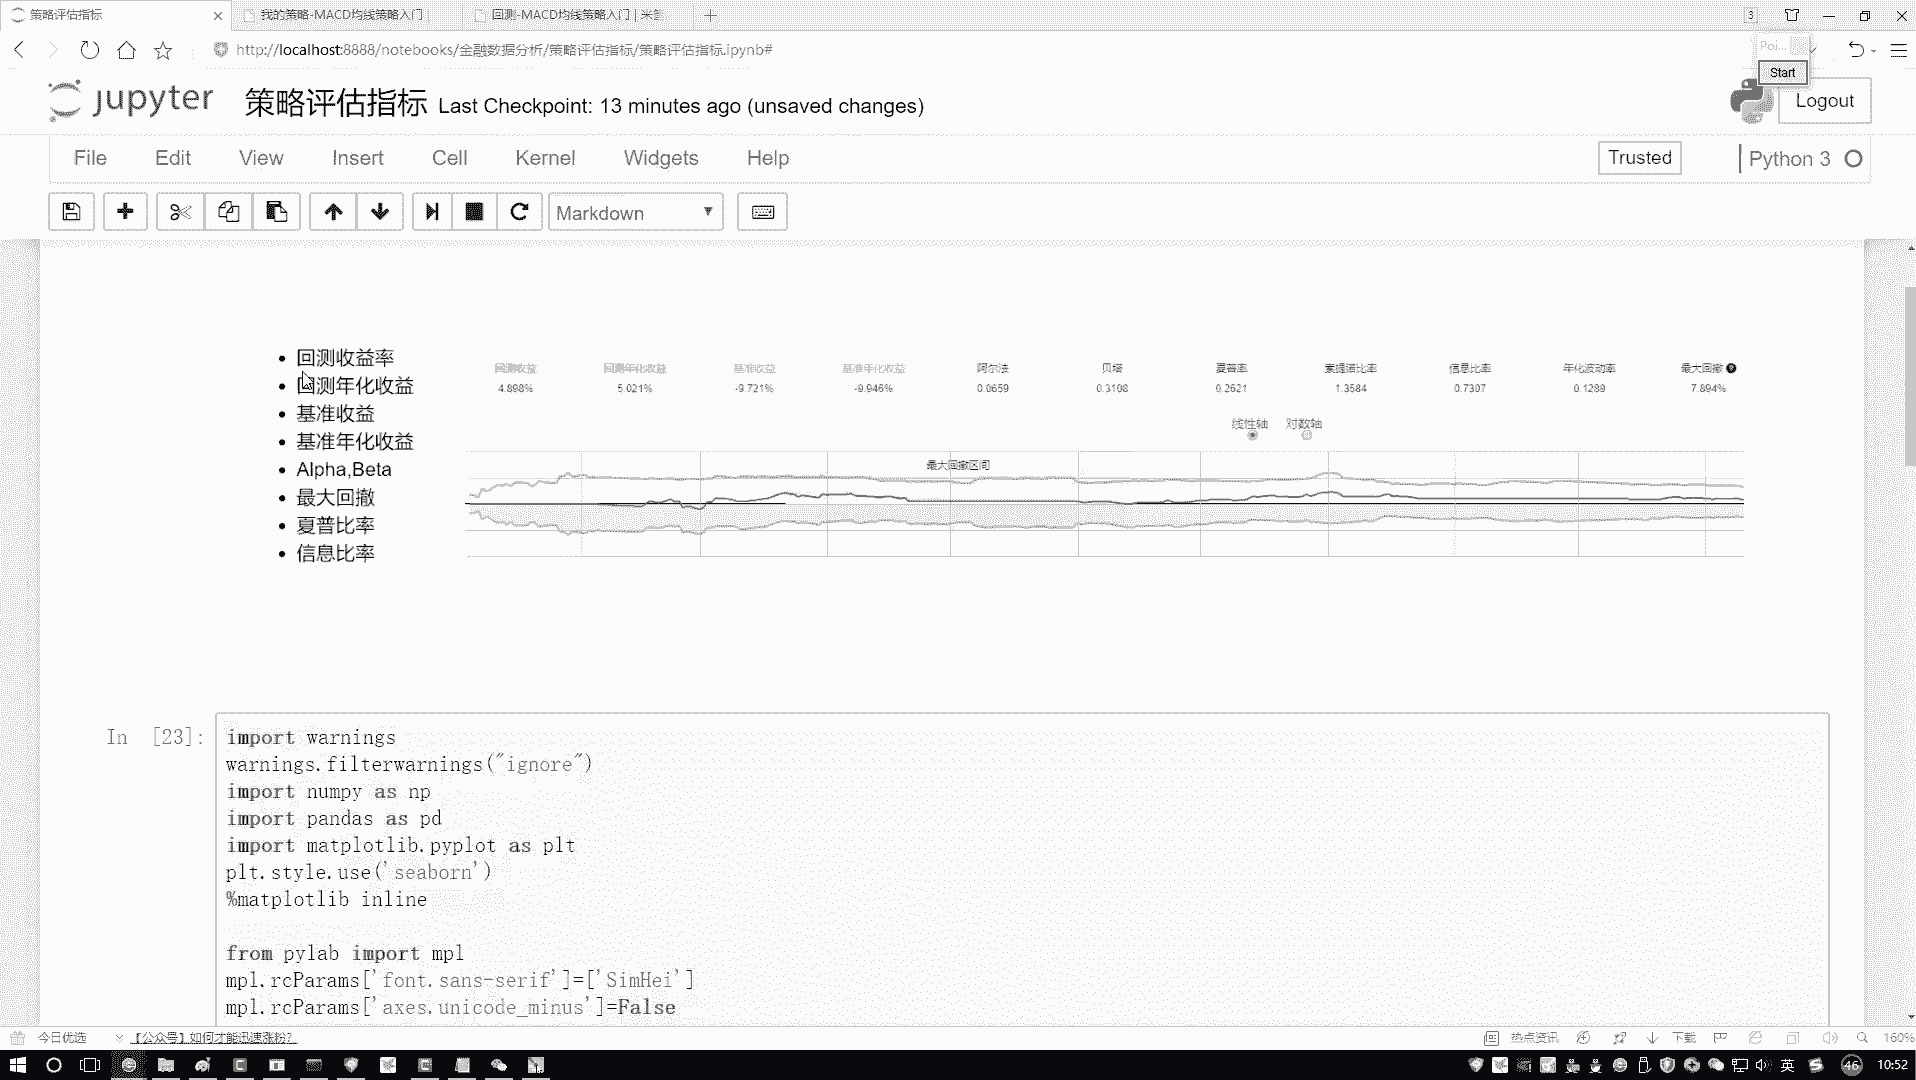 策略评估指标
我的策略-MACD均线策略入门
回测-MACD均线策略入门 | 米筐
3
http://localhost:8888/notebooks/金融数据分析/策略评估指标/策略评估指标.ipynb#
Poi...
Start
jupyter
策略评估指标 Last Checkpoint: 13 minutes ago (unsaved changes)
Logout
File Edit View Insert Cell Kernel Widgets Help
Trusted
Python 3
Markdown
回测收益率
回测年化收益
基准收益
基准年化收益
Alpha,Beta
最大回撤
夏普比率
信息比率
回测收益 回测年化收益 基准收益 基准年化收益 阿尔法 贝塔 夏普率 索提诺比率 信息比率 年化波动率 最大回撤
4.898% 5.021% -9.721% -9.946% 0.0659 0.3108 0.2621 1.3584 0.7307 0.1289 7.894%
线性轴 对数轴
最大回撤区间
In [23]:
import warnings
warnings.filterwarnings("ignore")
import numpy as np
import pandas as pd
import matplotlib.pyplot as plt
plt.style.use('seaborn')
%matplotlib inline
from pylab import mpl
mpl.rcParams['font.sans-serif']=['SimHei']
mpl.rcParams['axes.unicode_minus']=False
今日优选
【公众号】如何才能迅速涨粉?
热点资讯
下载
160%
英
46
10:52